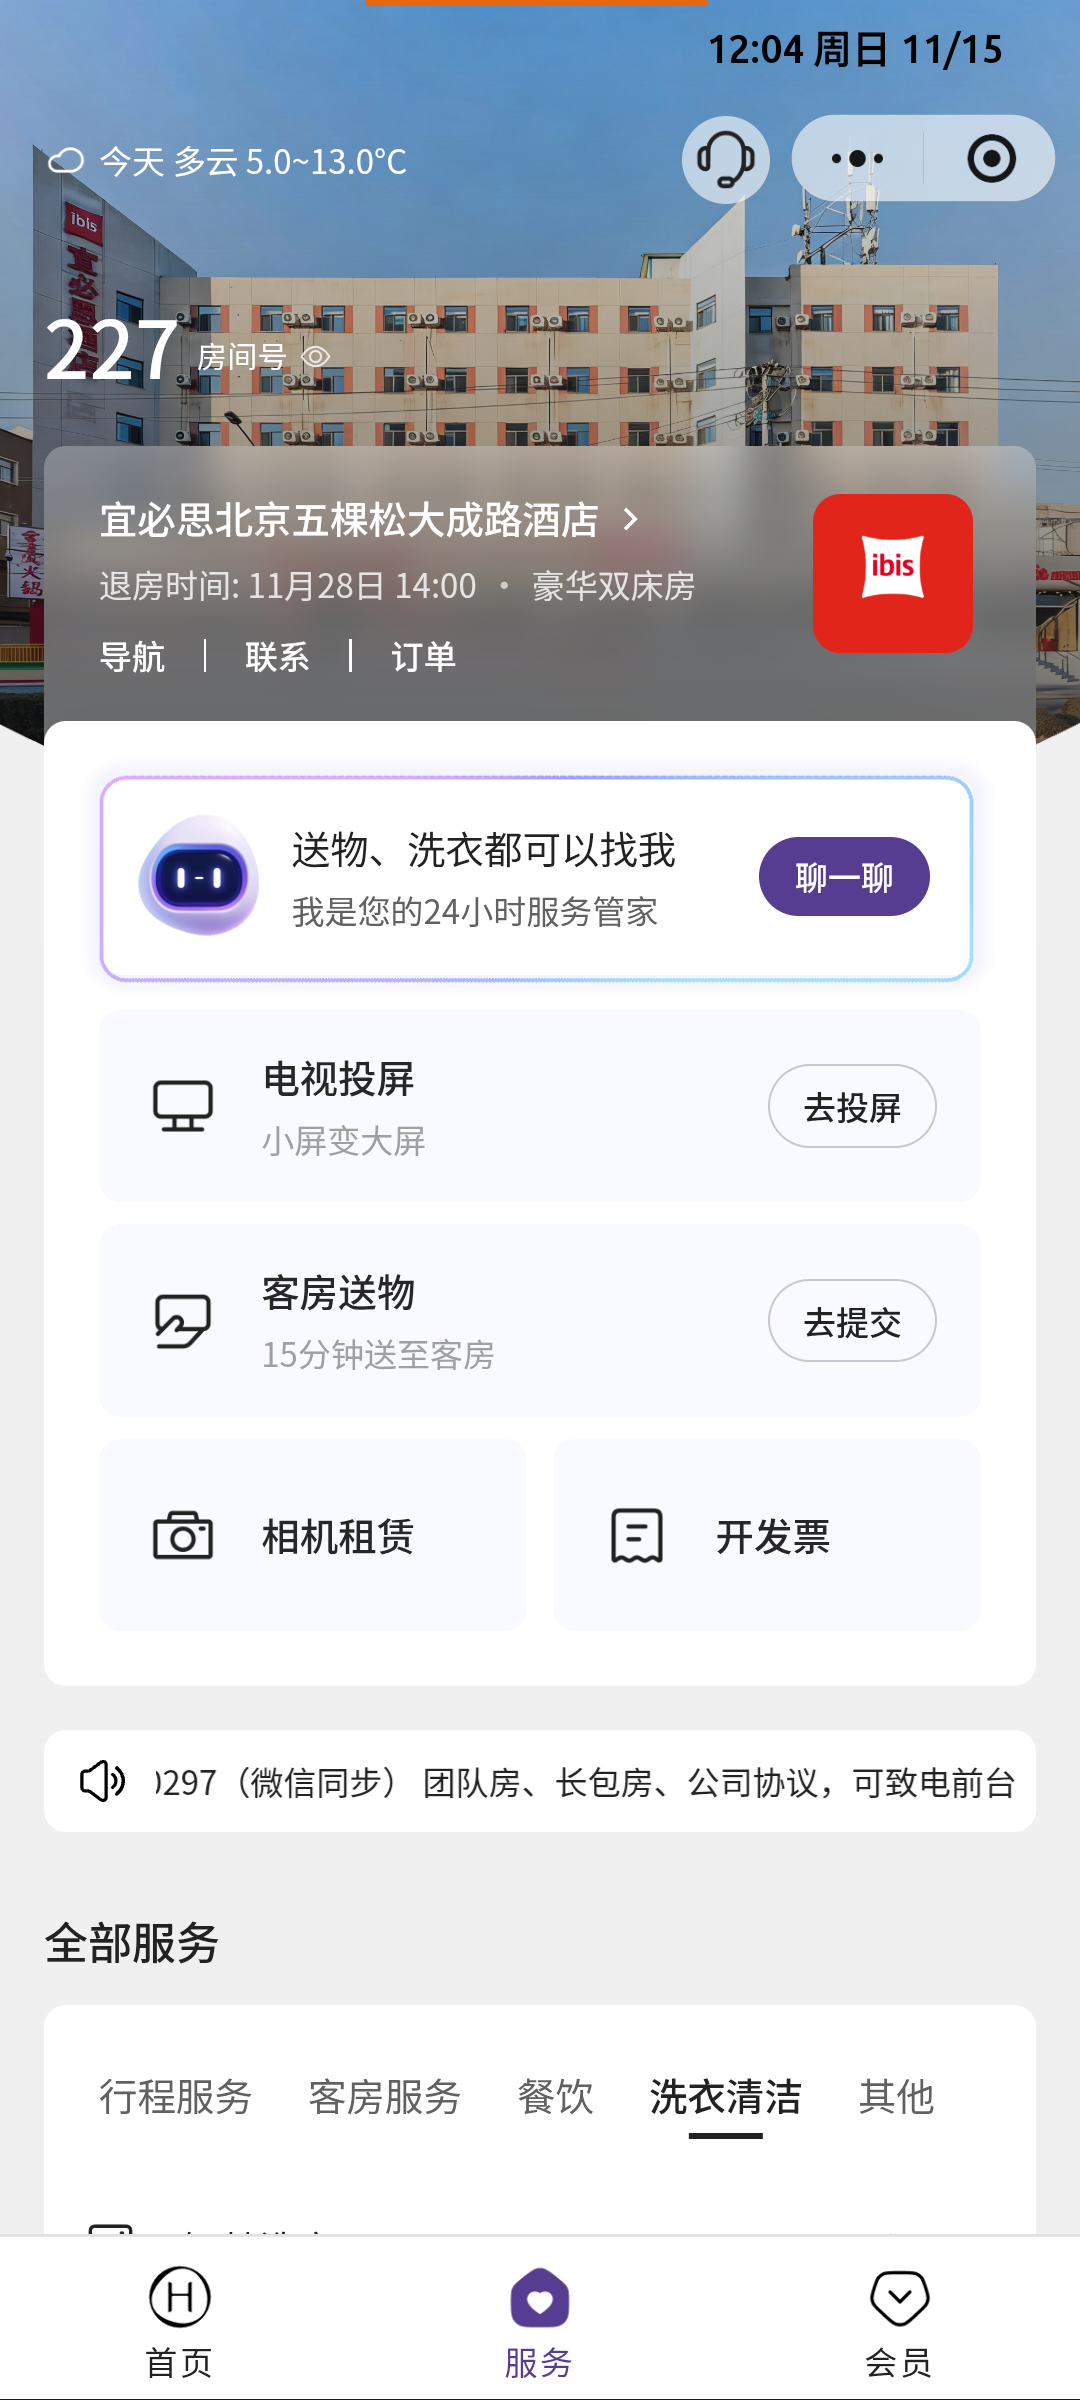 12:04 周日 11/15
今天 多云 5.0~13.0°C
ibis
227 房间号
宜必思北京五棵松大成路酒店
退房时间: 11月28日 14:00 · 豪华双床房
导航 | 联系 | 订单
ibis
送物、洗衣都可以找我
我是您的24小时服务管家
聊一聊
电视投屏
小屏变大屏
去投屏
客房送物
15分钟送至客房
去提交
相机租赁
开发票
0297（微信同步） 团队房、长包房、公司协议，可致电前台
全部服务
行程服务 客房服务 餐饮 洗衣清洁 其他
首页 服务 会员